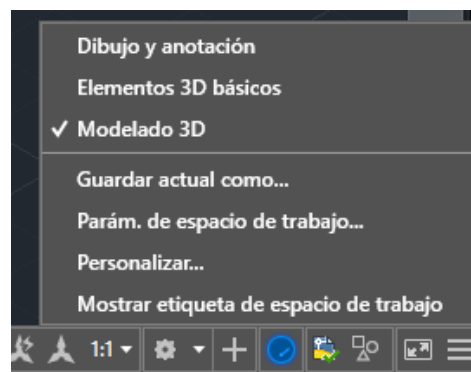 Dibujo y anotación
Elementos 3D básicos
Modelado 3D
Guardar actual como...
Parám. de espacio de trabajo...
Personalizar...
Mostrar etiqueta de espacio de trabajo
1:1